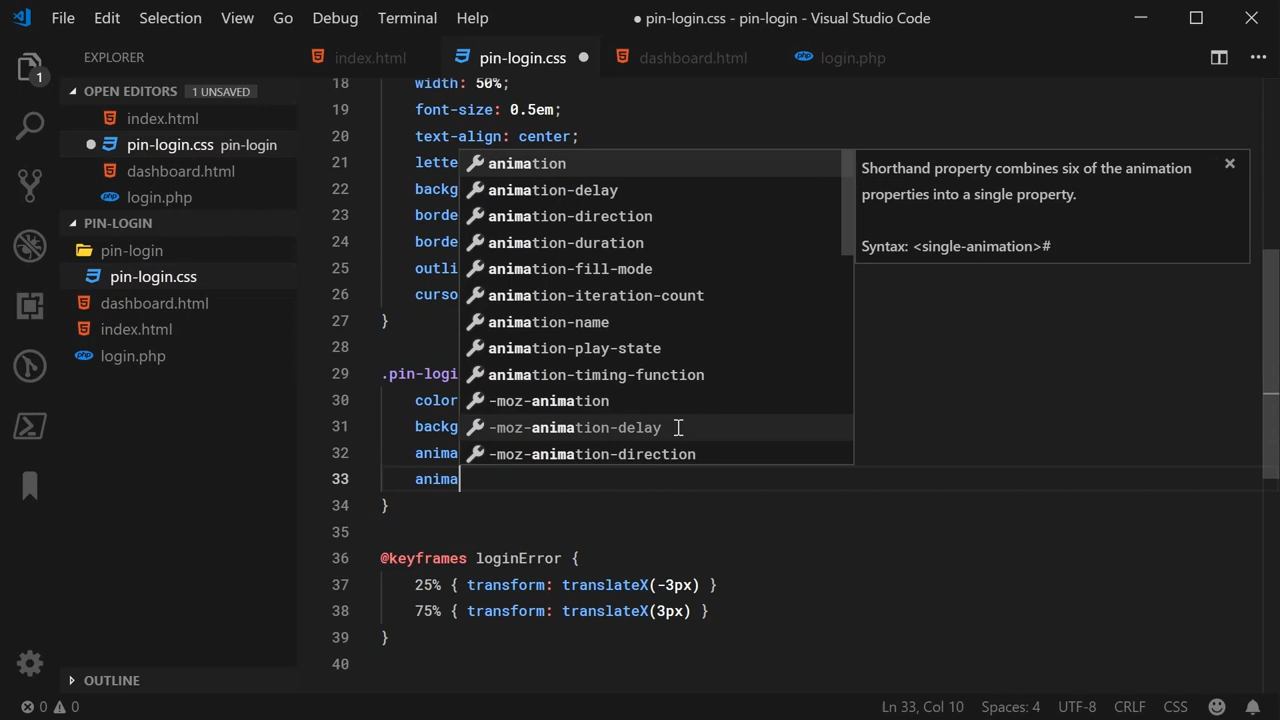 File Edit Selection View Go Debug Terminal Help ● pin-login.css - pin-login - Visual Studio Code
EXPLORER
index.html pin-login.css dashboard.html login.php
OPEN EDITORS 1 UNSAVED
index.html
pin-login.css pin-login
dashboard.html
login.php
PIN-LOGIN
pin-login
pin-login.css
dashboard.html
index.html
login.php
OUTLINE
1
18 width: 50%;
19 font-size: 0.5em;
20 text-align: center;
21 lette
22 backg
23 borde
24 borde
25 outli
26 curso
27 }
28
29 .pin-logi
30 color
31 backg
32 anima
33 anima
34 }
35
36 @keyframes loginError {
37 25% { transform: translateX(-3px) }
38 75% { transform: translateX(3px) }
39 }
40
animation
animation-delay
animation-direction
animation-duration
animation-fill-mode
animation-iteration-count
animation-name
animation-play-state
animation-timing-function
-moz-animation
-moz-animation-delay
-moz-animation-direction
Shorthand property combines six of the animation
properties into a single property.
Syntax: <single-animation>#
0 0 Ln 33, Col 10 Spaces: 4 UTF-8 CRLF CSS